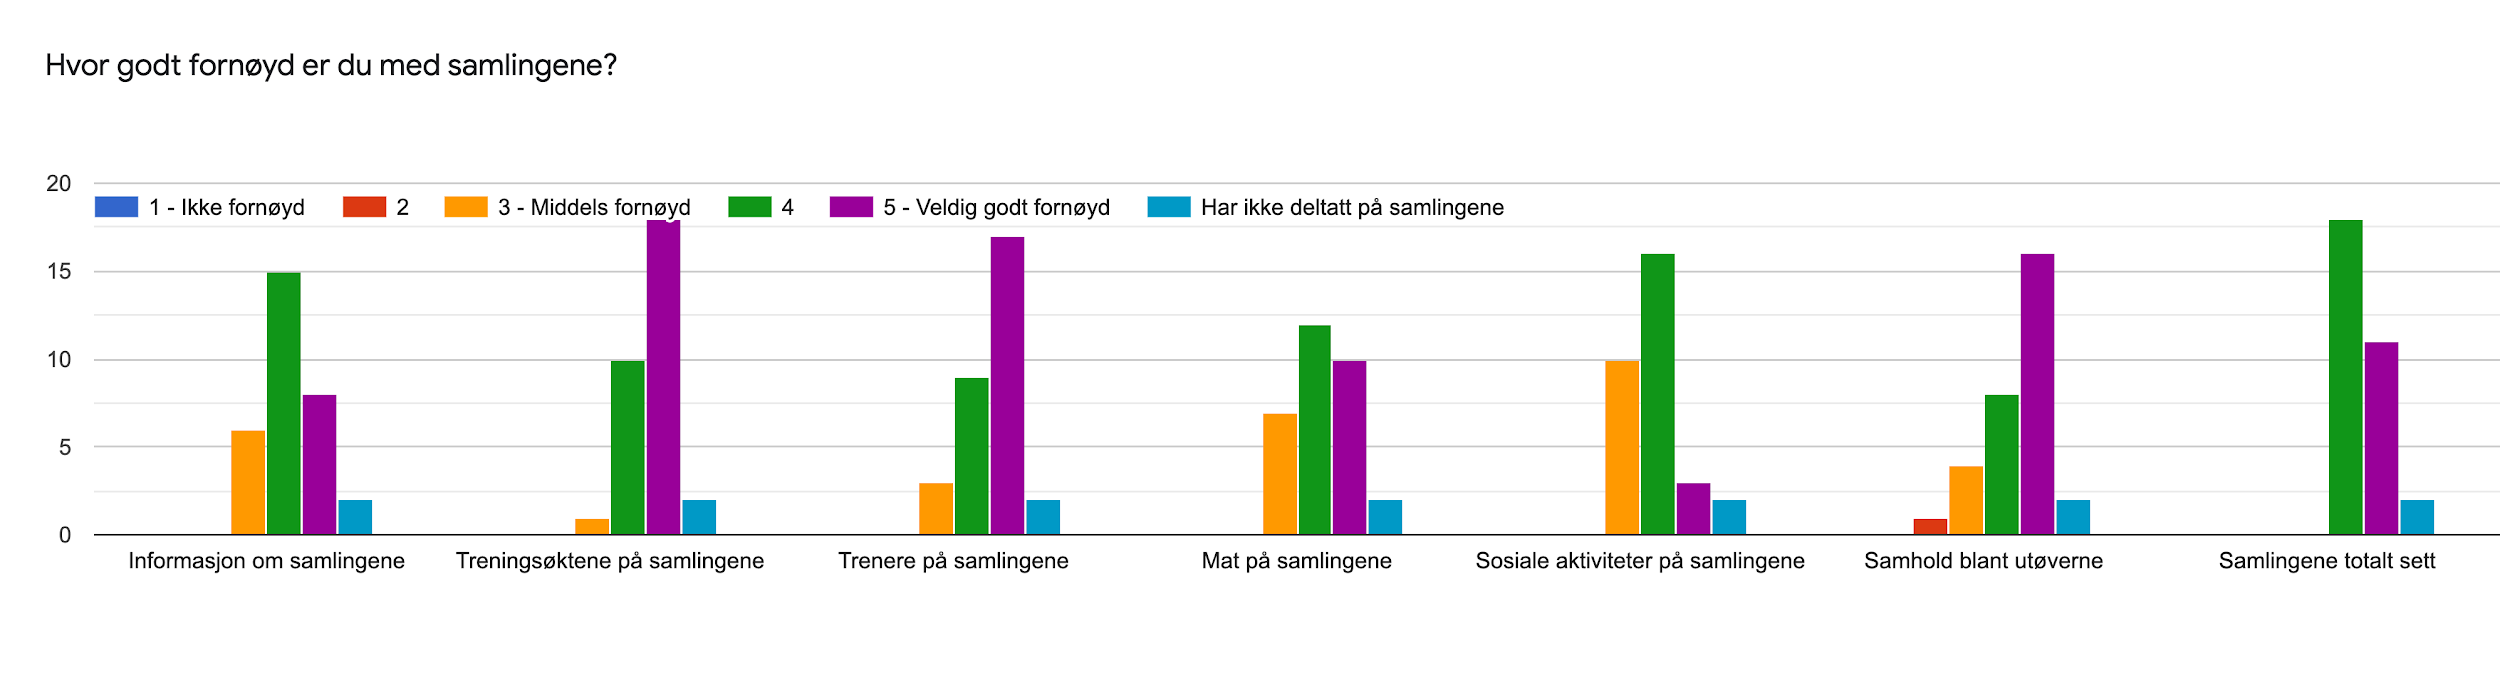 Hvor godt fornøyd er du med samlingene?
20
1 - Ikke fornøyd 2 3 - Middels fornøyd 4 5 - Veldig godt fornøyd Har ikke deltatt på samlingene
15
10
5
0
Informasjon om samlingene Treningsøktene på samlingene Trenere på samlingene Mat på samlingene Sosiale aktiviteter på samlingene Samhold blant utøverne Samlingene totalt sett